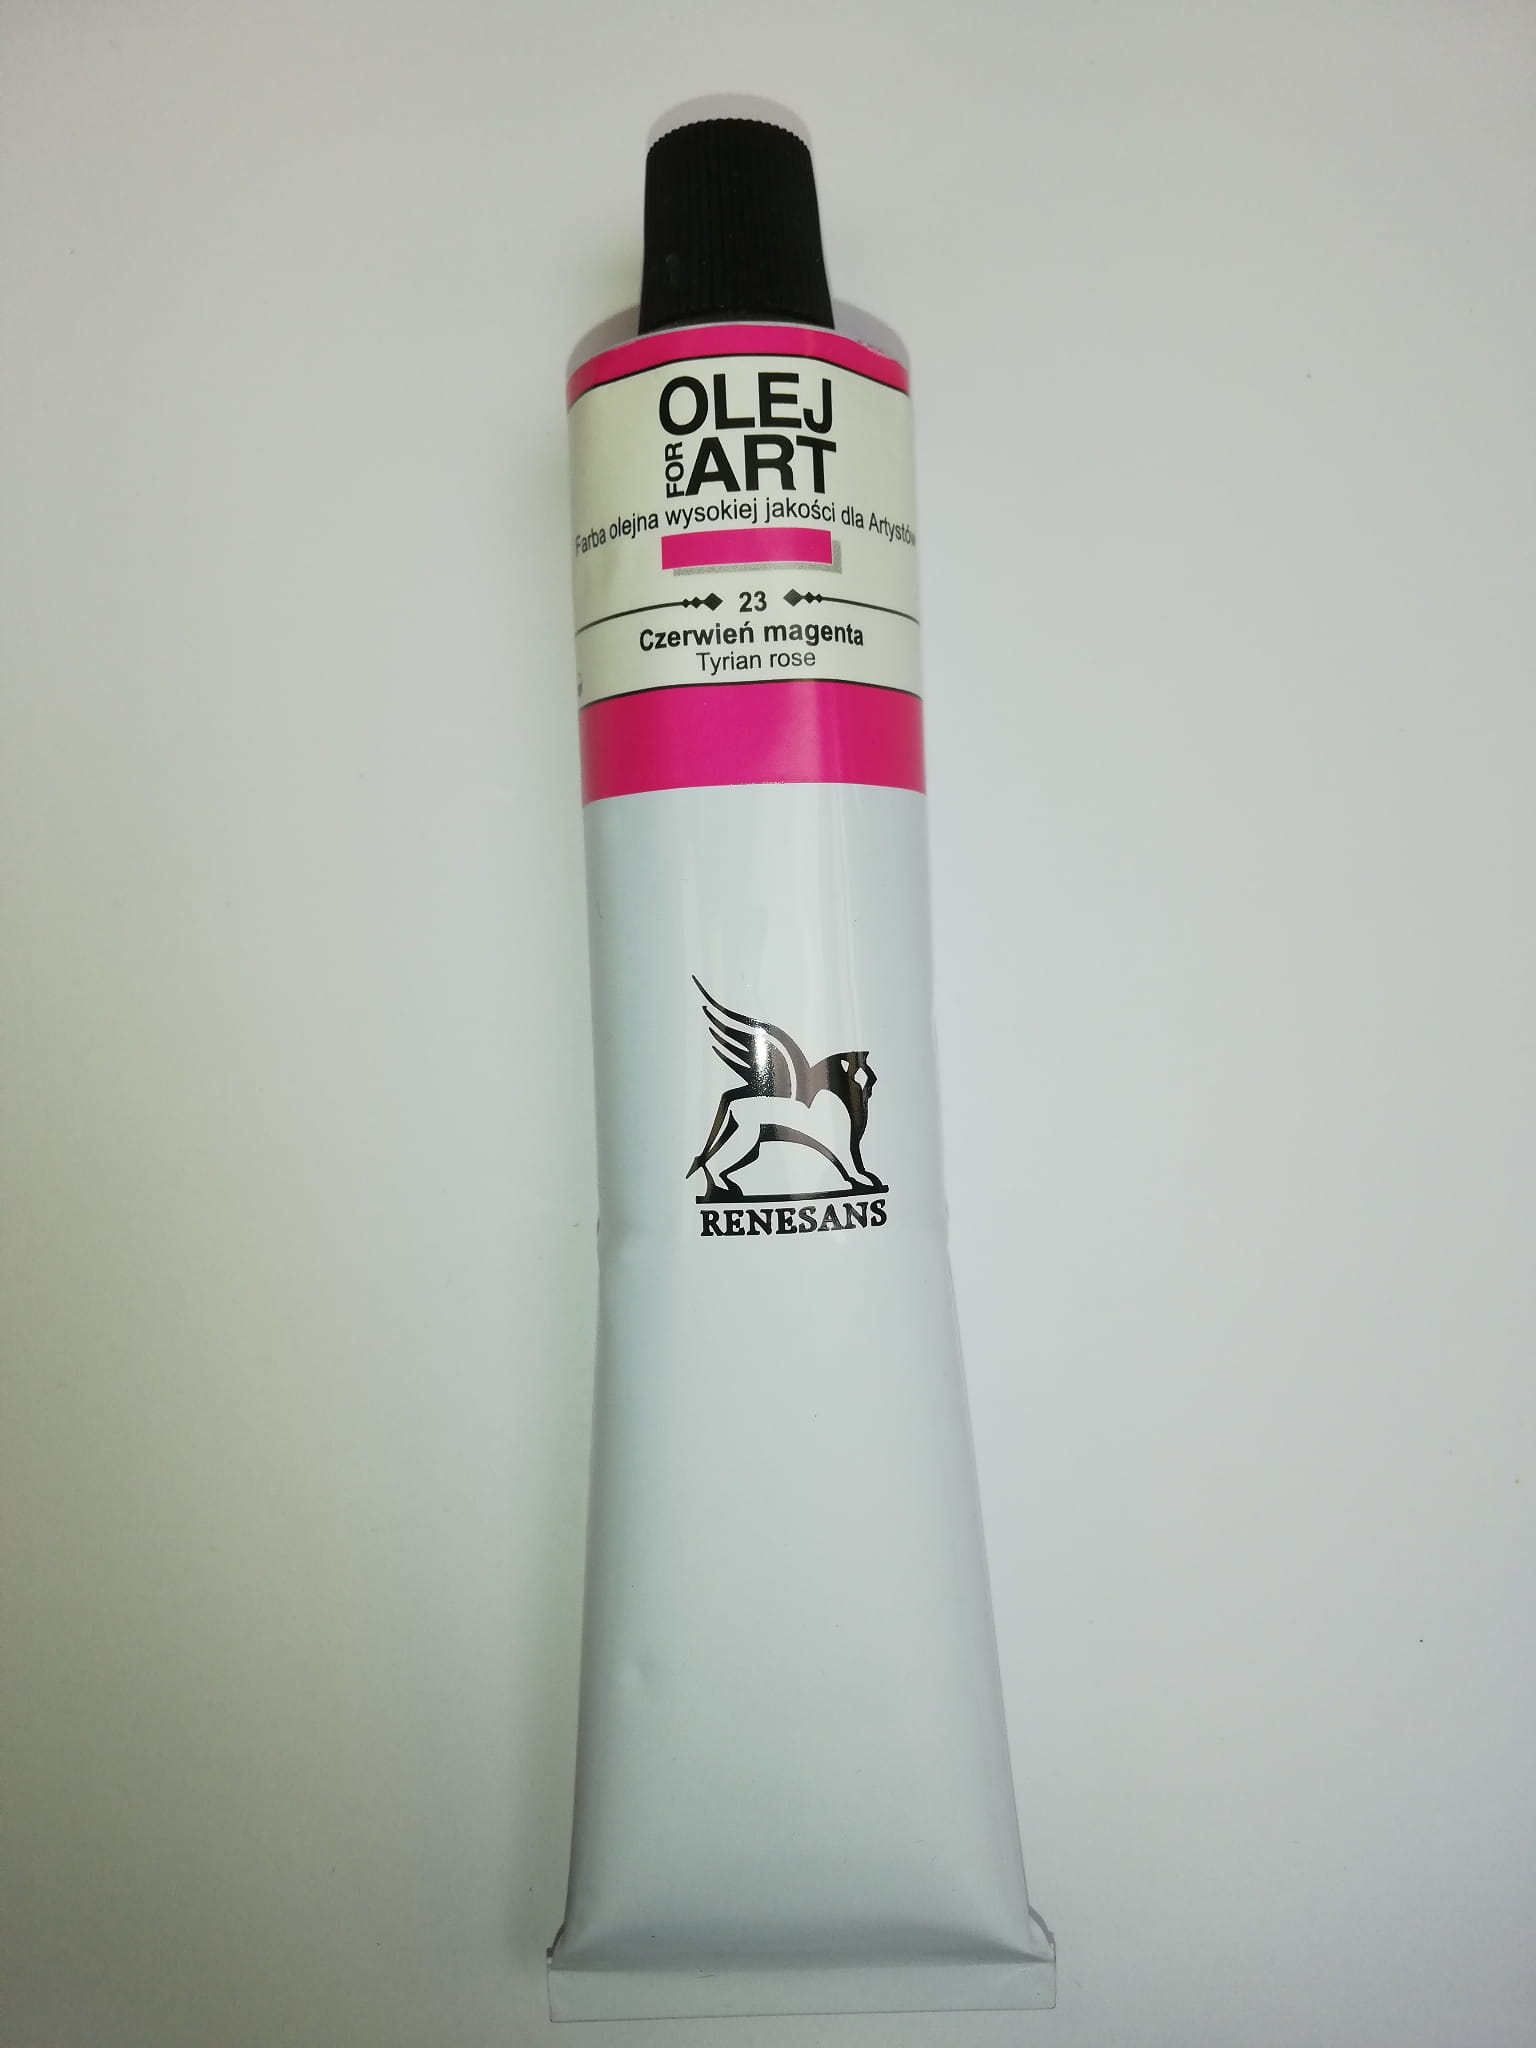 OLEJ
FOR ART
Farba olejna wysokiej jakości dla Artystów
23
Czerwień magenta
Tyrian rose
RENESANS